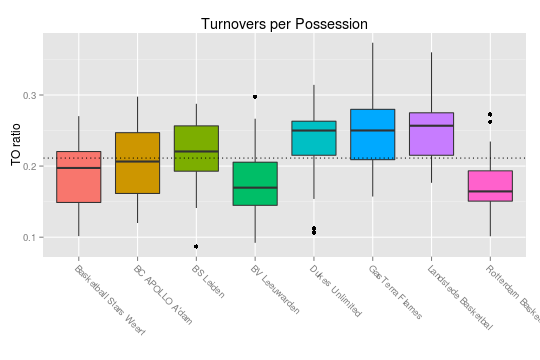 Turnovers per Possession
TO ratio
0.3
0.2
0.1
Basketball Stars Weert
BC APOLLO A'dam
BS Leiden
BV Leeuwarden
Dukes Unlimited
GasTerra Flames
Landstede Basketbal
Rotterdam Basket